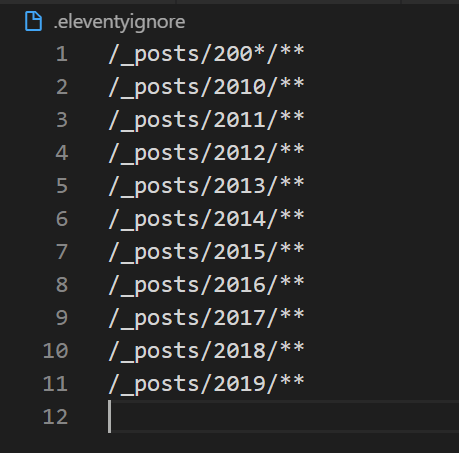 .eleventyignore
1 /_posts/200*/**
2 /_posts/2010/**
3 /_posts/2011/**
4 /_posts/2012/**
5 /_posts/2013/**
6 /_posts/2014/**
7 /_posts/2015/**
8 /_posts/2016/**
9 /_posts/2017/**
10 /_posts/2018/**
11 /_posts/2019/**
12